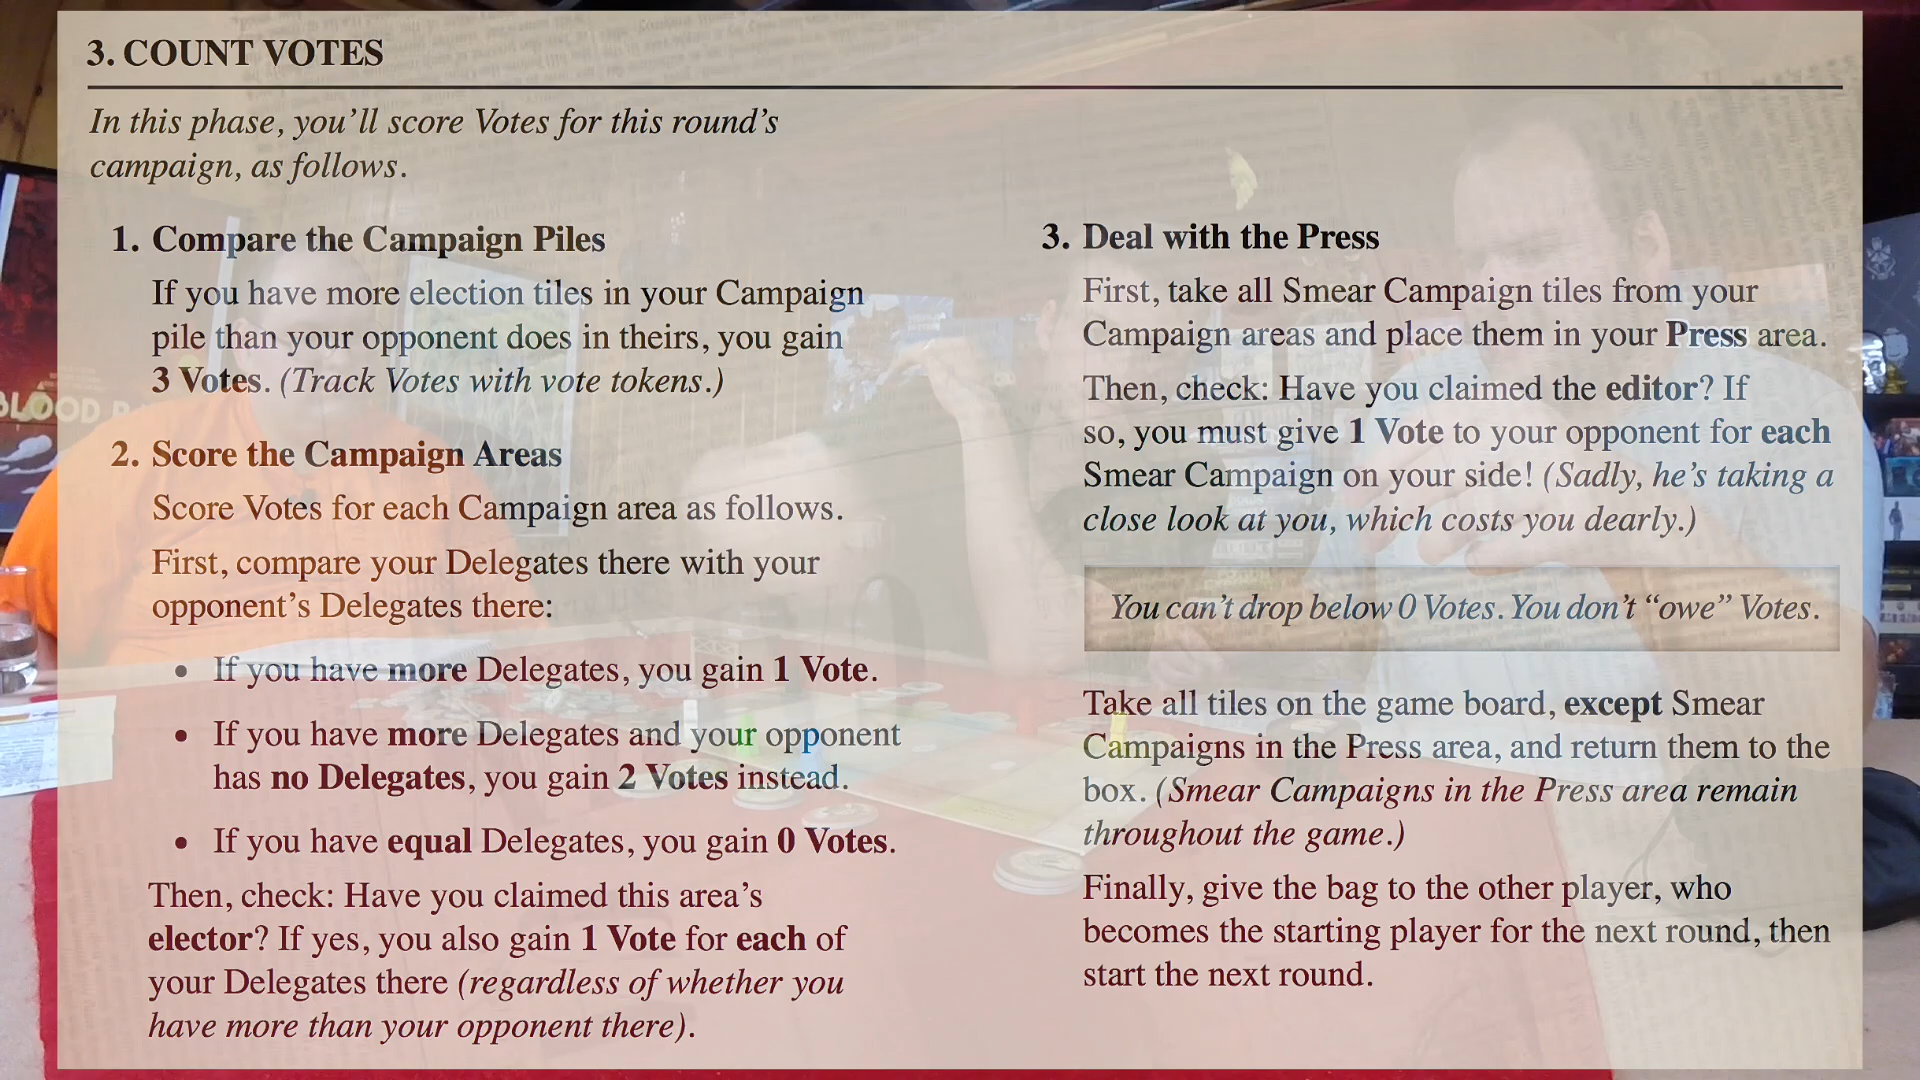 3. COUNT VOTES
In this phase, you’ll score Votes for this round’s
campaign, as follows.
1. Compare the Campaign Piles
If you have more election tiles in your Campaign
pile than your opponent does in theirs, you gain
3 Votes. (Track Votes with vote tokens.)
2. Score the Campaign Areas
Score Votes for each Campaign area as follows.
First, compare your Delegates there with your
opponent’s Delegates there:
• If you have more Delegates, you gain 1 Vote.
• If you have more Delegates and your opponent
has no Delegates, you gain 2 Votes instead.
• If you have equal Delegates, you gain 0 Votes.
Then, check: Have you claimed this area’s
elector? If yes, you also gain 1 Vote for each of
your Delegates there (regardless of whether you
have more than your opponent there).
3. Deal with the Press
First, take all Smear Campaign tiles from your
Campaign areas and place them in your Press area.
Then, check: Have you claimed the editor? If
so, you must give 1 Vote to your opponent for each
Smear Campaign on your side! (Sadly, he’s taking a
close look at you, which costs you dearly.)
You can’t drop below 0 Votes. You don’t “owe” Votes.
Take all tiles on the game board, except Smear
Campaigns in the Press area, and return them to the
box. (Smear Campaigns in the Press area remain
throughout the game.)
Finally, give the bag to the other player, who
becomes the starting player for the next round, then
start the next round.
BLOOD